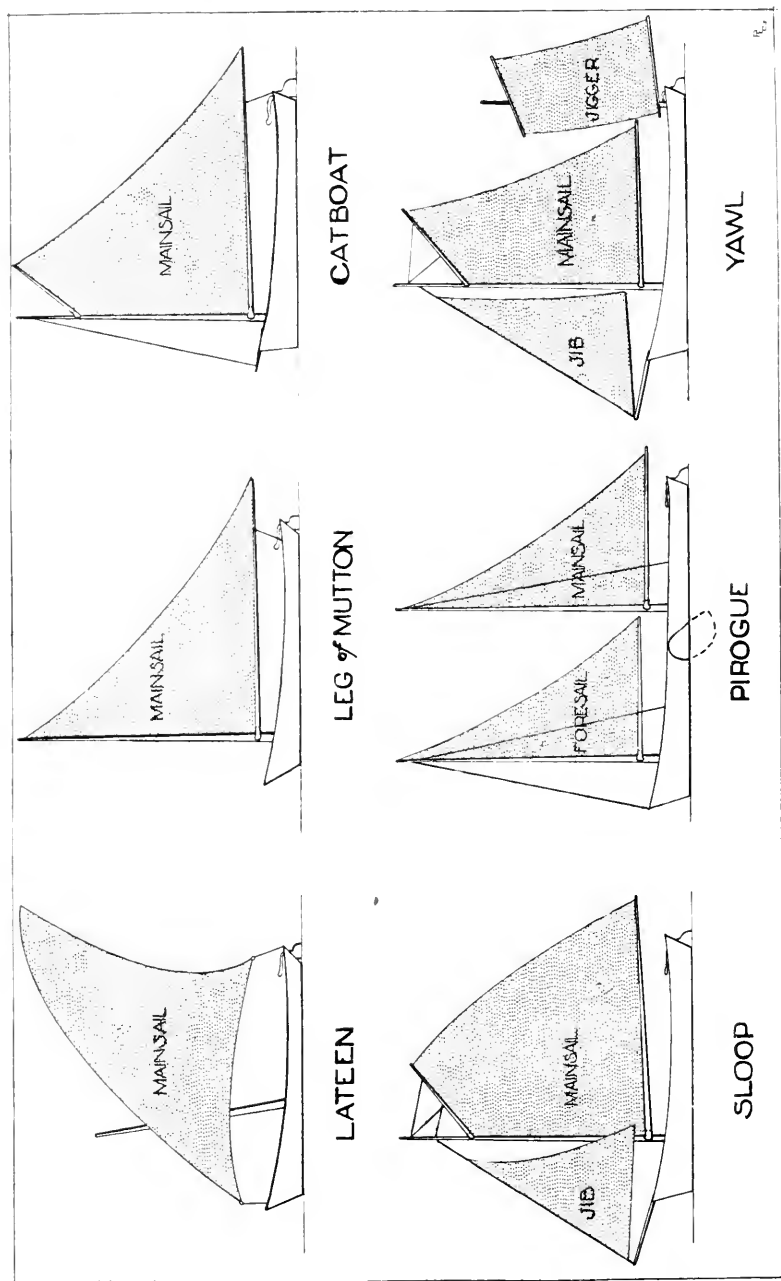 MAINSAIL
LATEEN
MAINSAIL
LEG of MUTTON
MAINSAIL
CATBOAT
JIB
MAINSAIL
SLOOP
FORESAIL
MAINSAIL
PIROGUE
JIB
MAINSAIL
JIGGER
YAWL